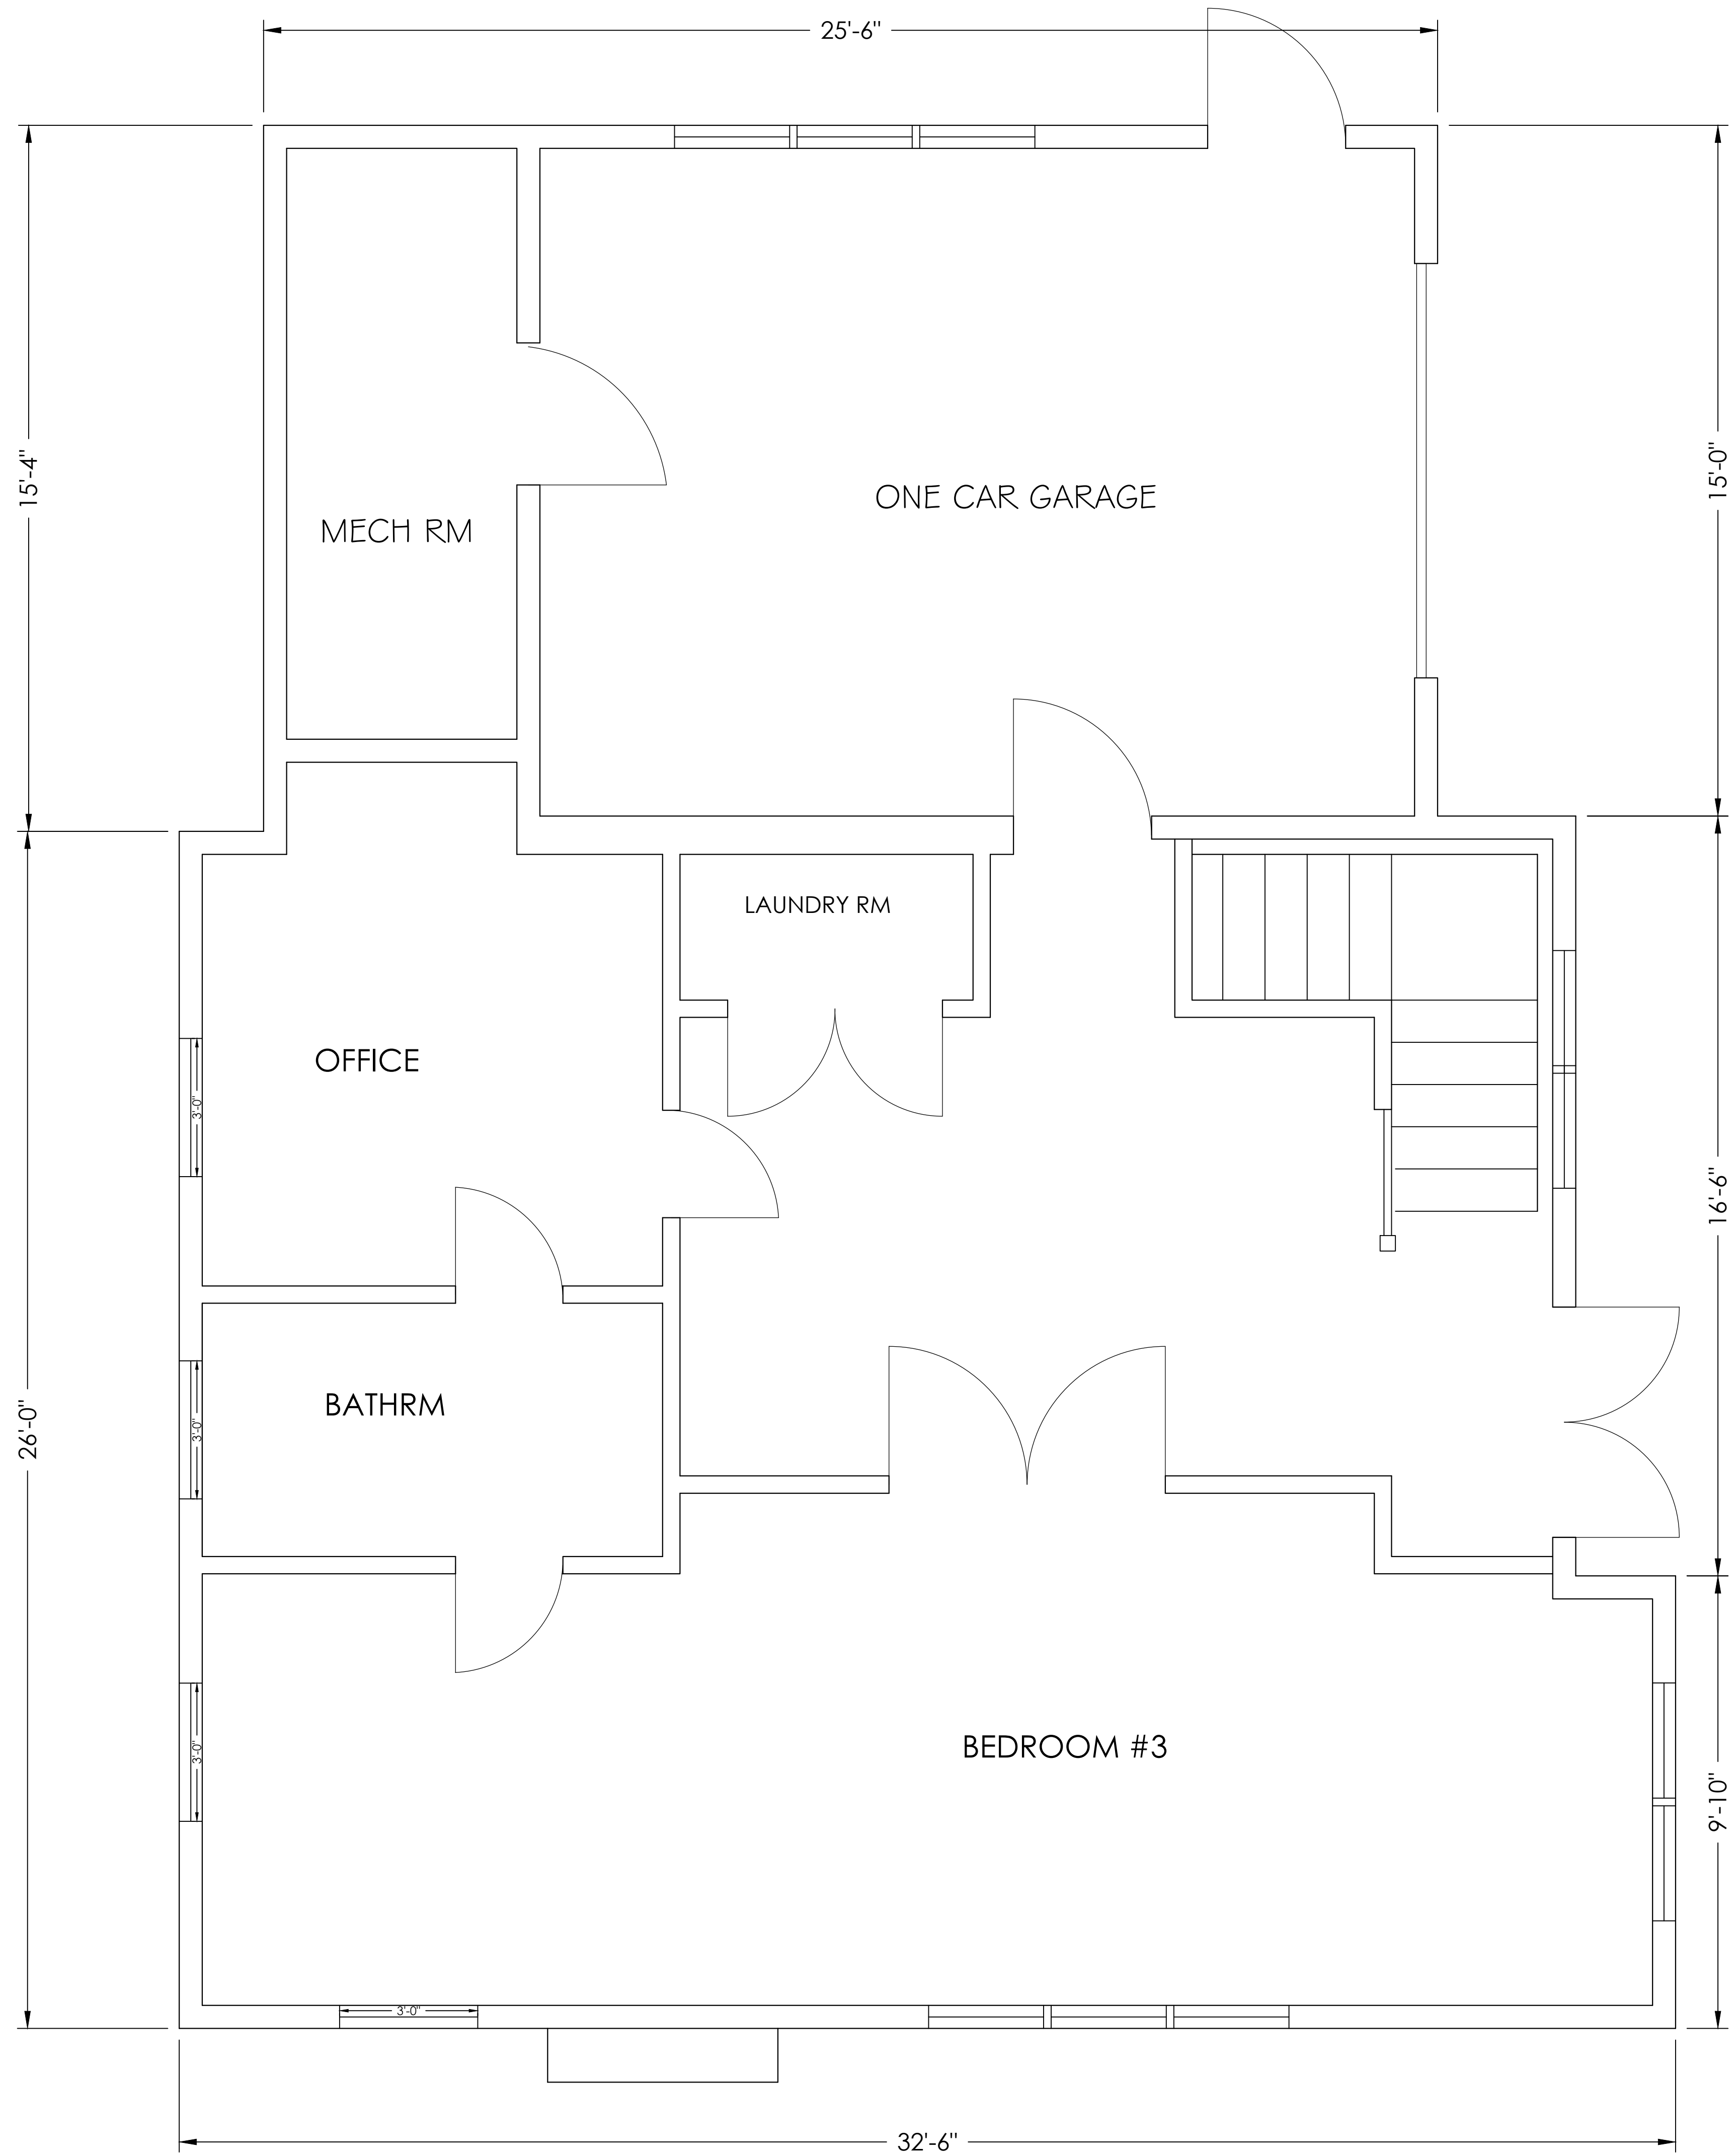 25'-6"
15'-4"
15'-0"
ONE CAR GARAGE
MECH RM
LAUNDRY RM
OFFICE
3'-0"
16'-6"
BATHRM
3'-0"
26'-0"
BEDROOM #3
3'-0"
9'-10"
3'-0"
32'-6"